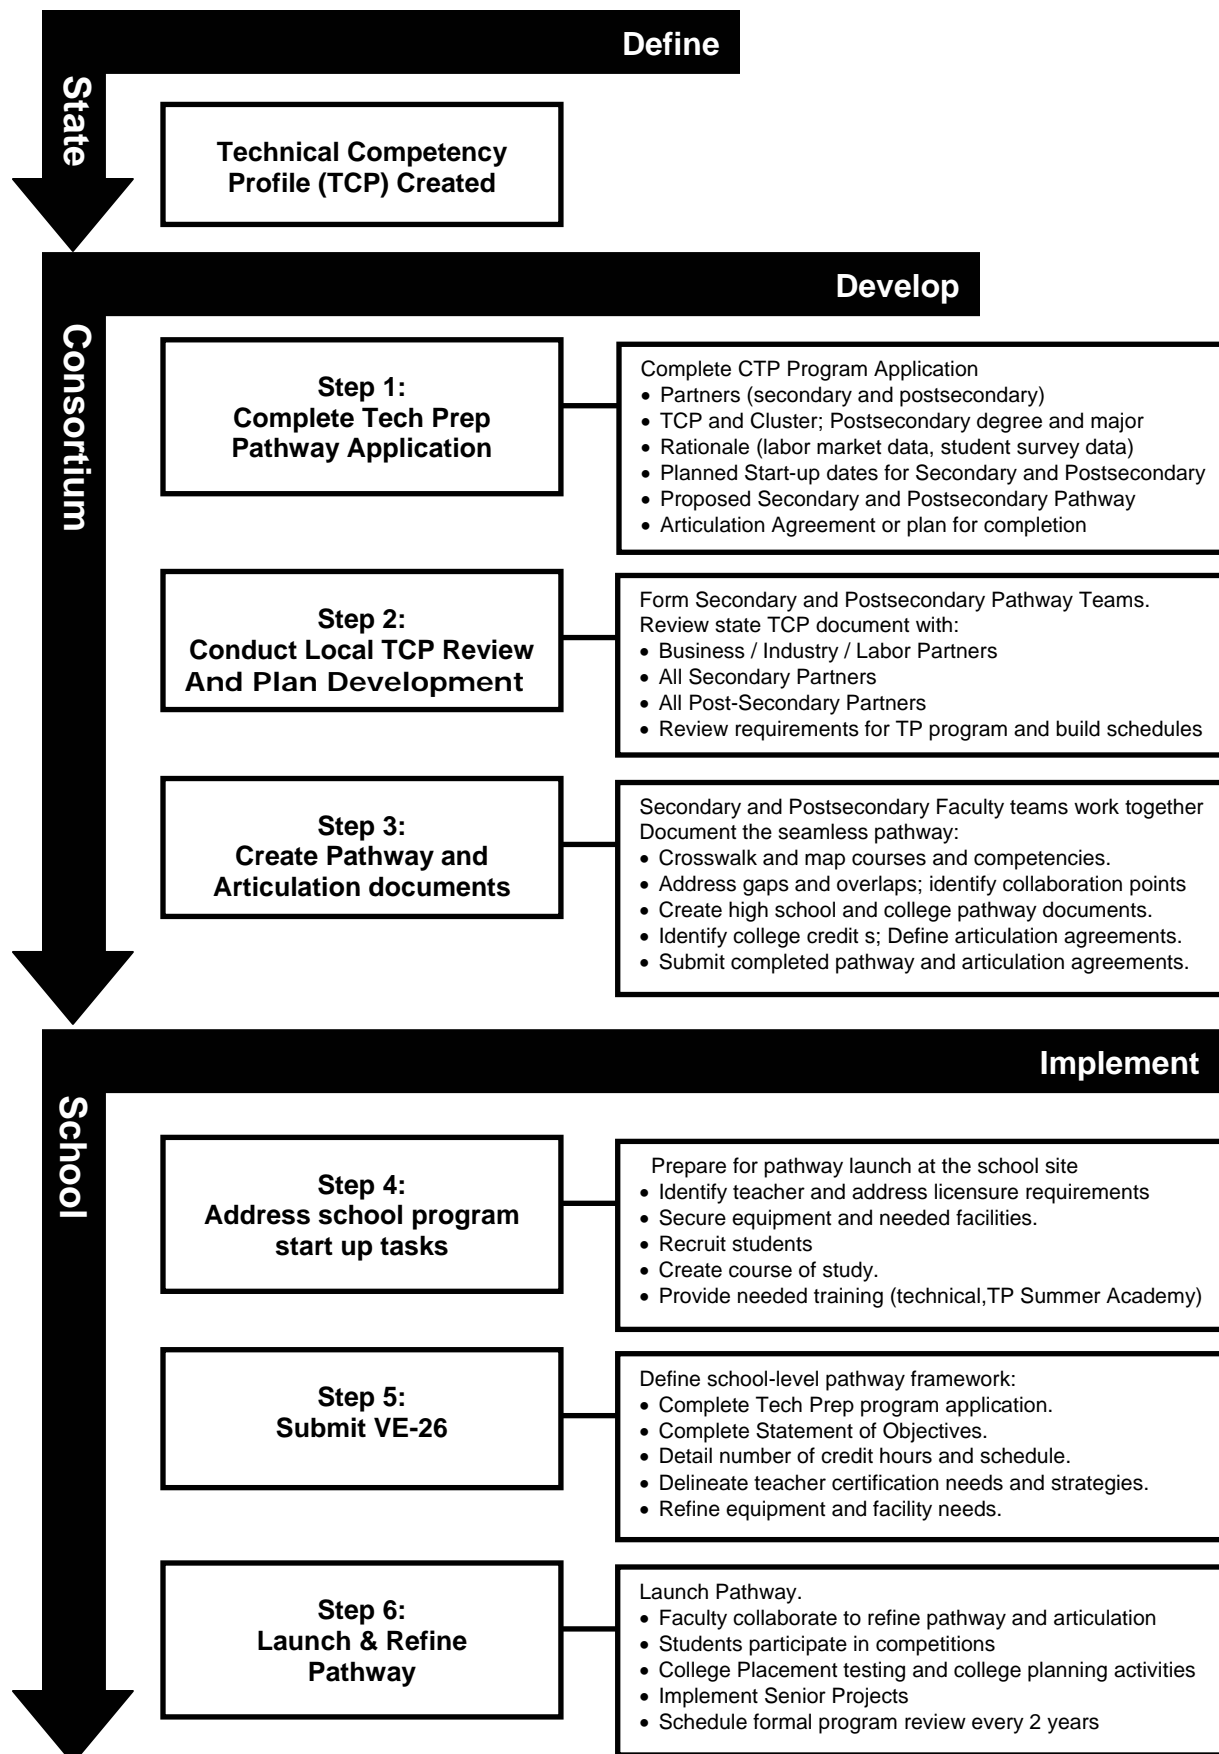 Define
State
Technical Competency
Profile (TCP) Created
Develop
Consortium
Step 1:
Complete Tech Prep
Pathway Application
Complete CTP Program Application
• Partners (secondary and postsecondary)
• TCP and Cluster; Postsecondary degree and major
• Rationale (labor market data, student survey data)
• Planned Start-up dates for Secondary and Postsecondary
• Proposed Secondary and Postsecondary Pathway
• Articulation Agreement or plan for completion
Step 2:
Conduct Local TCP Review
And Plan Development
Form Secondary and Postsecondary Pathway Teams.
Review state TCP document with:
• Business / Industry / Labor Partners
• All Secondary Partners
• All Post-Secondary Partners
• Review requirements for TP program and build schedules
Step 3:
Create Pathway and
Articulation documents
Secondary and Postsecondary Faculty teams work together
Document the seamless pathway:
• Crosswalk and map courses and competencies.
• Address gaps and overlaps; identify collaboration points
• Create high school and college pathway documents.
• Identify college credit s; Define articulation agreements.
• Submit completed pathway and articulation agreements.
Implement
School
Step 4:
Address school program
start up tasks
Prepare for pathway launch at the school site
• Identify teacher and address licensure requirements
• Secure equipment and needed facilities.
• Recruit students
• Create course of study.
• Provide needed training (technical,TP Summer Academy)
Step 5:
Submit VE-26
Define school-level pathway framework:
• Complete Tech Prep program application.
• Complete Statement of Objectives.
• Detail number of credit hours and schedule.
• Delineate teacher certification needs and strategies.
• Refine equipment and facility needs.
Step 6:
Launch & Refine
Pathway
Launch Pathway.
• Faculty collaborate to refine pathway and articulation
• Students participate in competitions
• College Placement testing and college planning activities
• Implement Senior Projects
• Schedule formal program review every 2 years